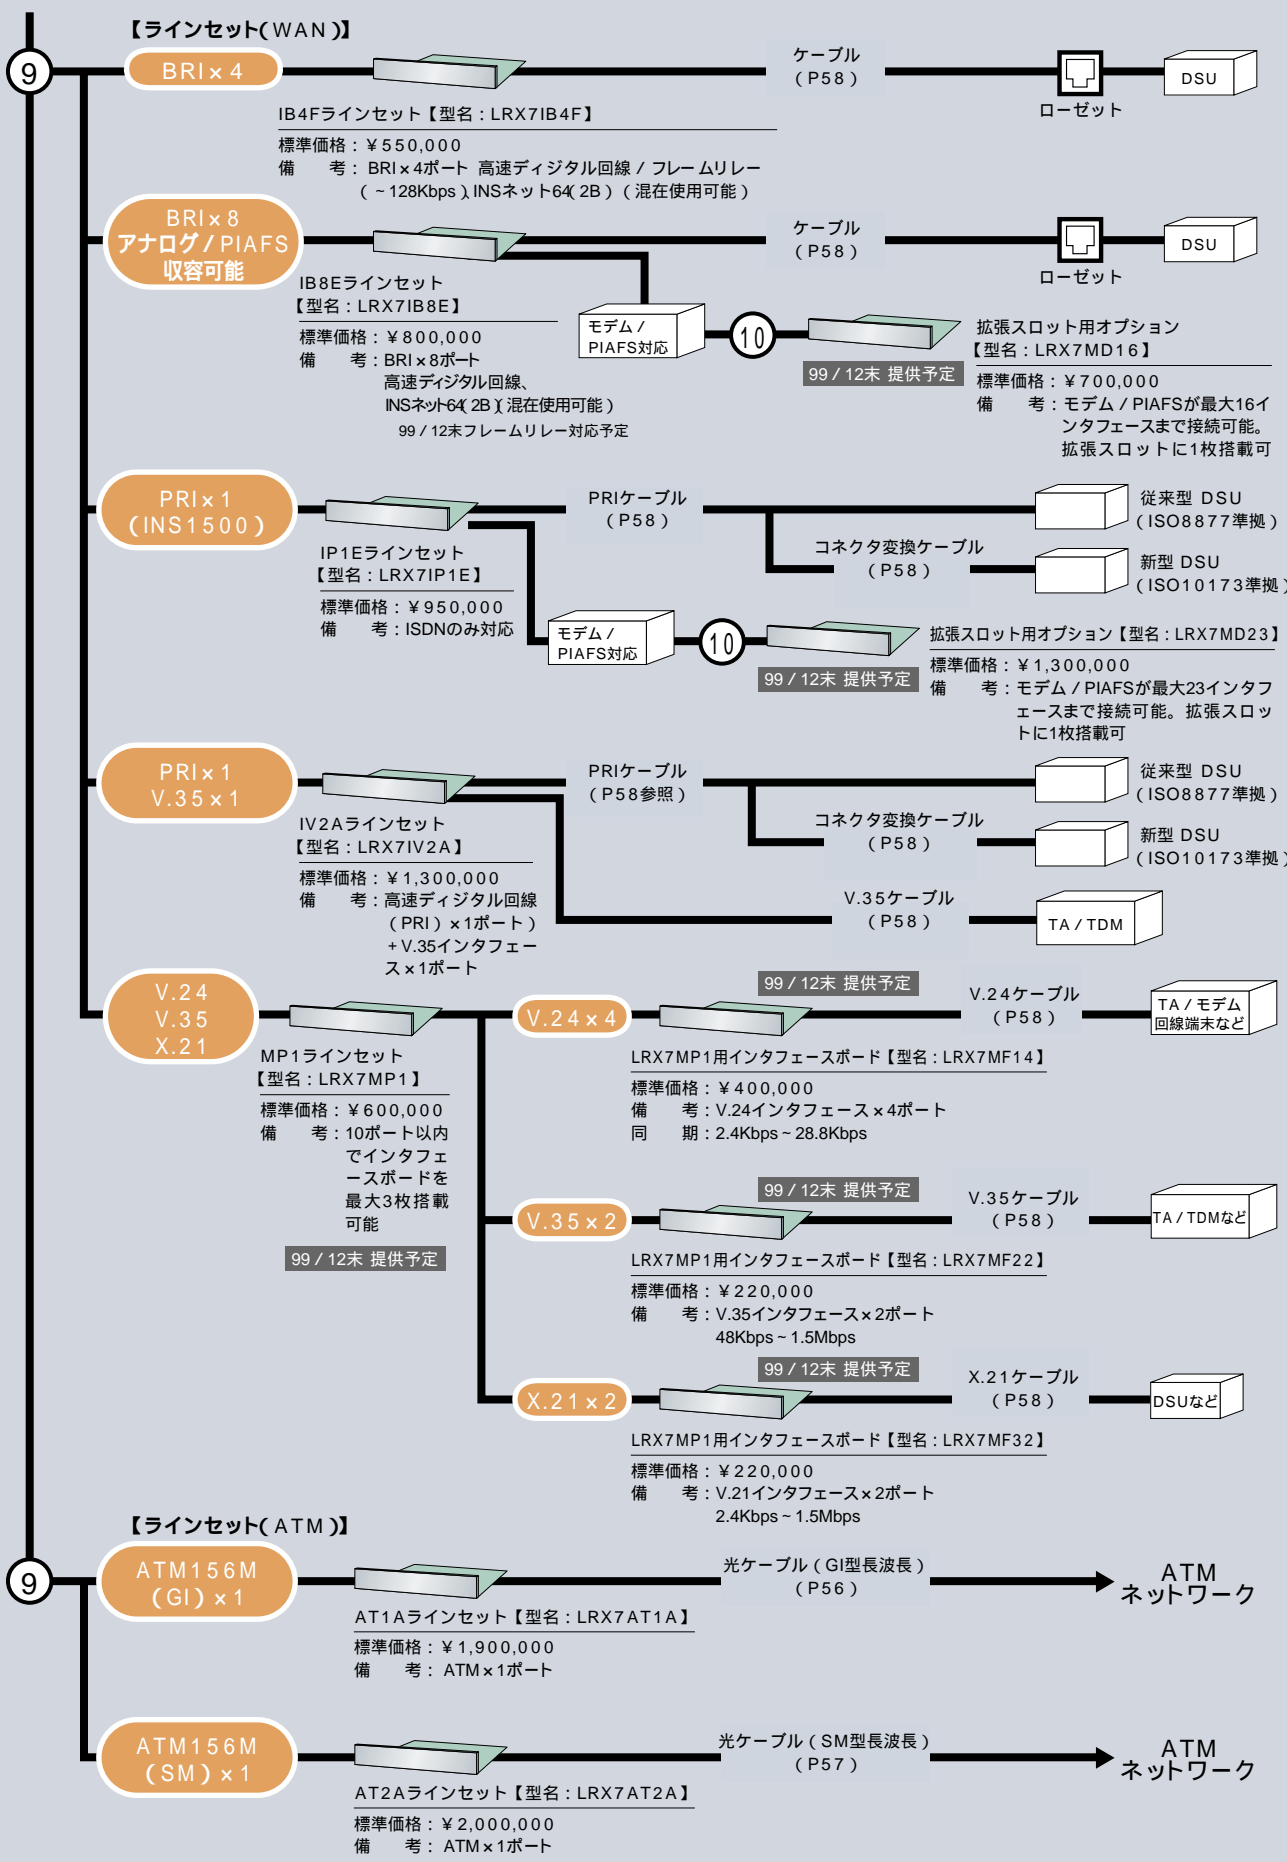 【ラインセット(WAN)】
9
BRI×4
ケーブル
(P58)
ローゼット
DSU
IB4Fラインセット【型名:LRX7IB4F】
標準価格:¥550,000
備　考:BRI×4ポート 高速ディジタル回線/フレームリレー
(~128Kbps)、INSネット64(2B)(混在使用可能)
BRI×8
アナログ/PIAFS
収容可能
ケーブル
(P58)
ローゼット
DSU
IB8Eラインセット
【型名:LRX7IB8E】
標準価格:¥800,000
備　考:BRI×8ポート
高速ディジタル回線、
INSネット64(2B)(混在使用可能)
99/12末フレームリレー対応予定
モデム/
PIAFS対応
10
99/12末 提供予定
拡張スロット用オプション
【型名:LRX7MD16】
標準価格:¥700,000
備　考:モデム/PIAFSが最大16イ
ンタフェースまで接続可能。
拡張スロットに1枚搭載可
PRI×1
(INS1500)
PRIケーブル
(P58)
従来型 DSU
(ISO8877準拠)
コネクタ変換ケーブル
(P58)
新型 DSU
(ISO10173準拠)
IP1Eラインセット
【型名:LRX7IP1E】
標準価格:¥950,000
備　考:ISDNのみ対応
モデム/
PIAFS対応
10
99/12末 提供予定
拡張スロット用オプション【型名:LRX7MD23】
標準価格:¥1,300,000
備　考:モデム/PIAFSが最大23インタフ
ェースまで接続可能。拡張スロッ
トに1枚搭載可
PRI×1
V.35×1
PRIケーブル
(P58参照)
従来型 DSU
(ISO8877準拠)
コネクタ変換ケーブル
(P58)
新型 DSU
(ISO10173準拠)
V.35ケーブル
(P58)
TA/TDM
IV2Aラインセット
【型名:LRX7IV2A】
標準価格:¥1,300,000
備　考:高速ディジタル回線
(PRI)×1ポート)
+V.35インタフェー
ス×1ポート
V.24
V.35
X.21
MP1ラインセット
【型名:LRX7MP1】
標準価格:¥600,000
備　考:10ポート以内
でインタフェ
ースボードを
最大3枚搭載
可能
99/12末 提供予定
V.24×4
99/12末 提供予定
V.24ケーブル
(P58)
TA/モデム
回線端末など
LRX7MP1用インタフェースボード【型名:LRX7MF14】
標準価格:¥400,000
備　考:V.24インタフェース×4ポート
同　期:2.4Kbps~28.8Kbps
V.35×2
99/12末 提供予定
V.35ケーブル
(P58)
TA/TDMなど
LRX7MP1用インタフェースボード【型名:LRX7MF22】
標準価格:¥220,000
備　考:V.35インタフェース×2ポート
48Kbps~1.5Mbps
X.21×2
99/12末 提供予定
X.21ケーブル
(P58)
DSUなど
LRX7MP1用インタフェースボード【型名:LRX7MF32】
標準価格:¥220,000
備　考:V.21インタフェース×2ポート
2.4Kbps~1.5Mbps
【ラインセット(ATM)】
9
ATM156M
(GI)×1
光ケーブル(GI型長波長)
(P56)
ATM
ネットワーク
AT1Aラインセット【型名:LRX7AT1A】
標準価格:¥1,900,000
備　考:ATM×1ポート
ATM156M
(SM)×1
光ケーブル(SM型長波長)
(P57)
ATM
ネットワーク
AT2Aラインセット【型名:LRX7AT2A】
標準価格:¥2,000,000
備　考:ATM×1ポート